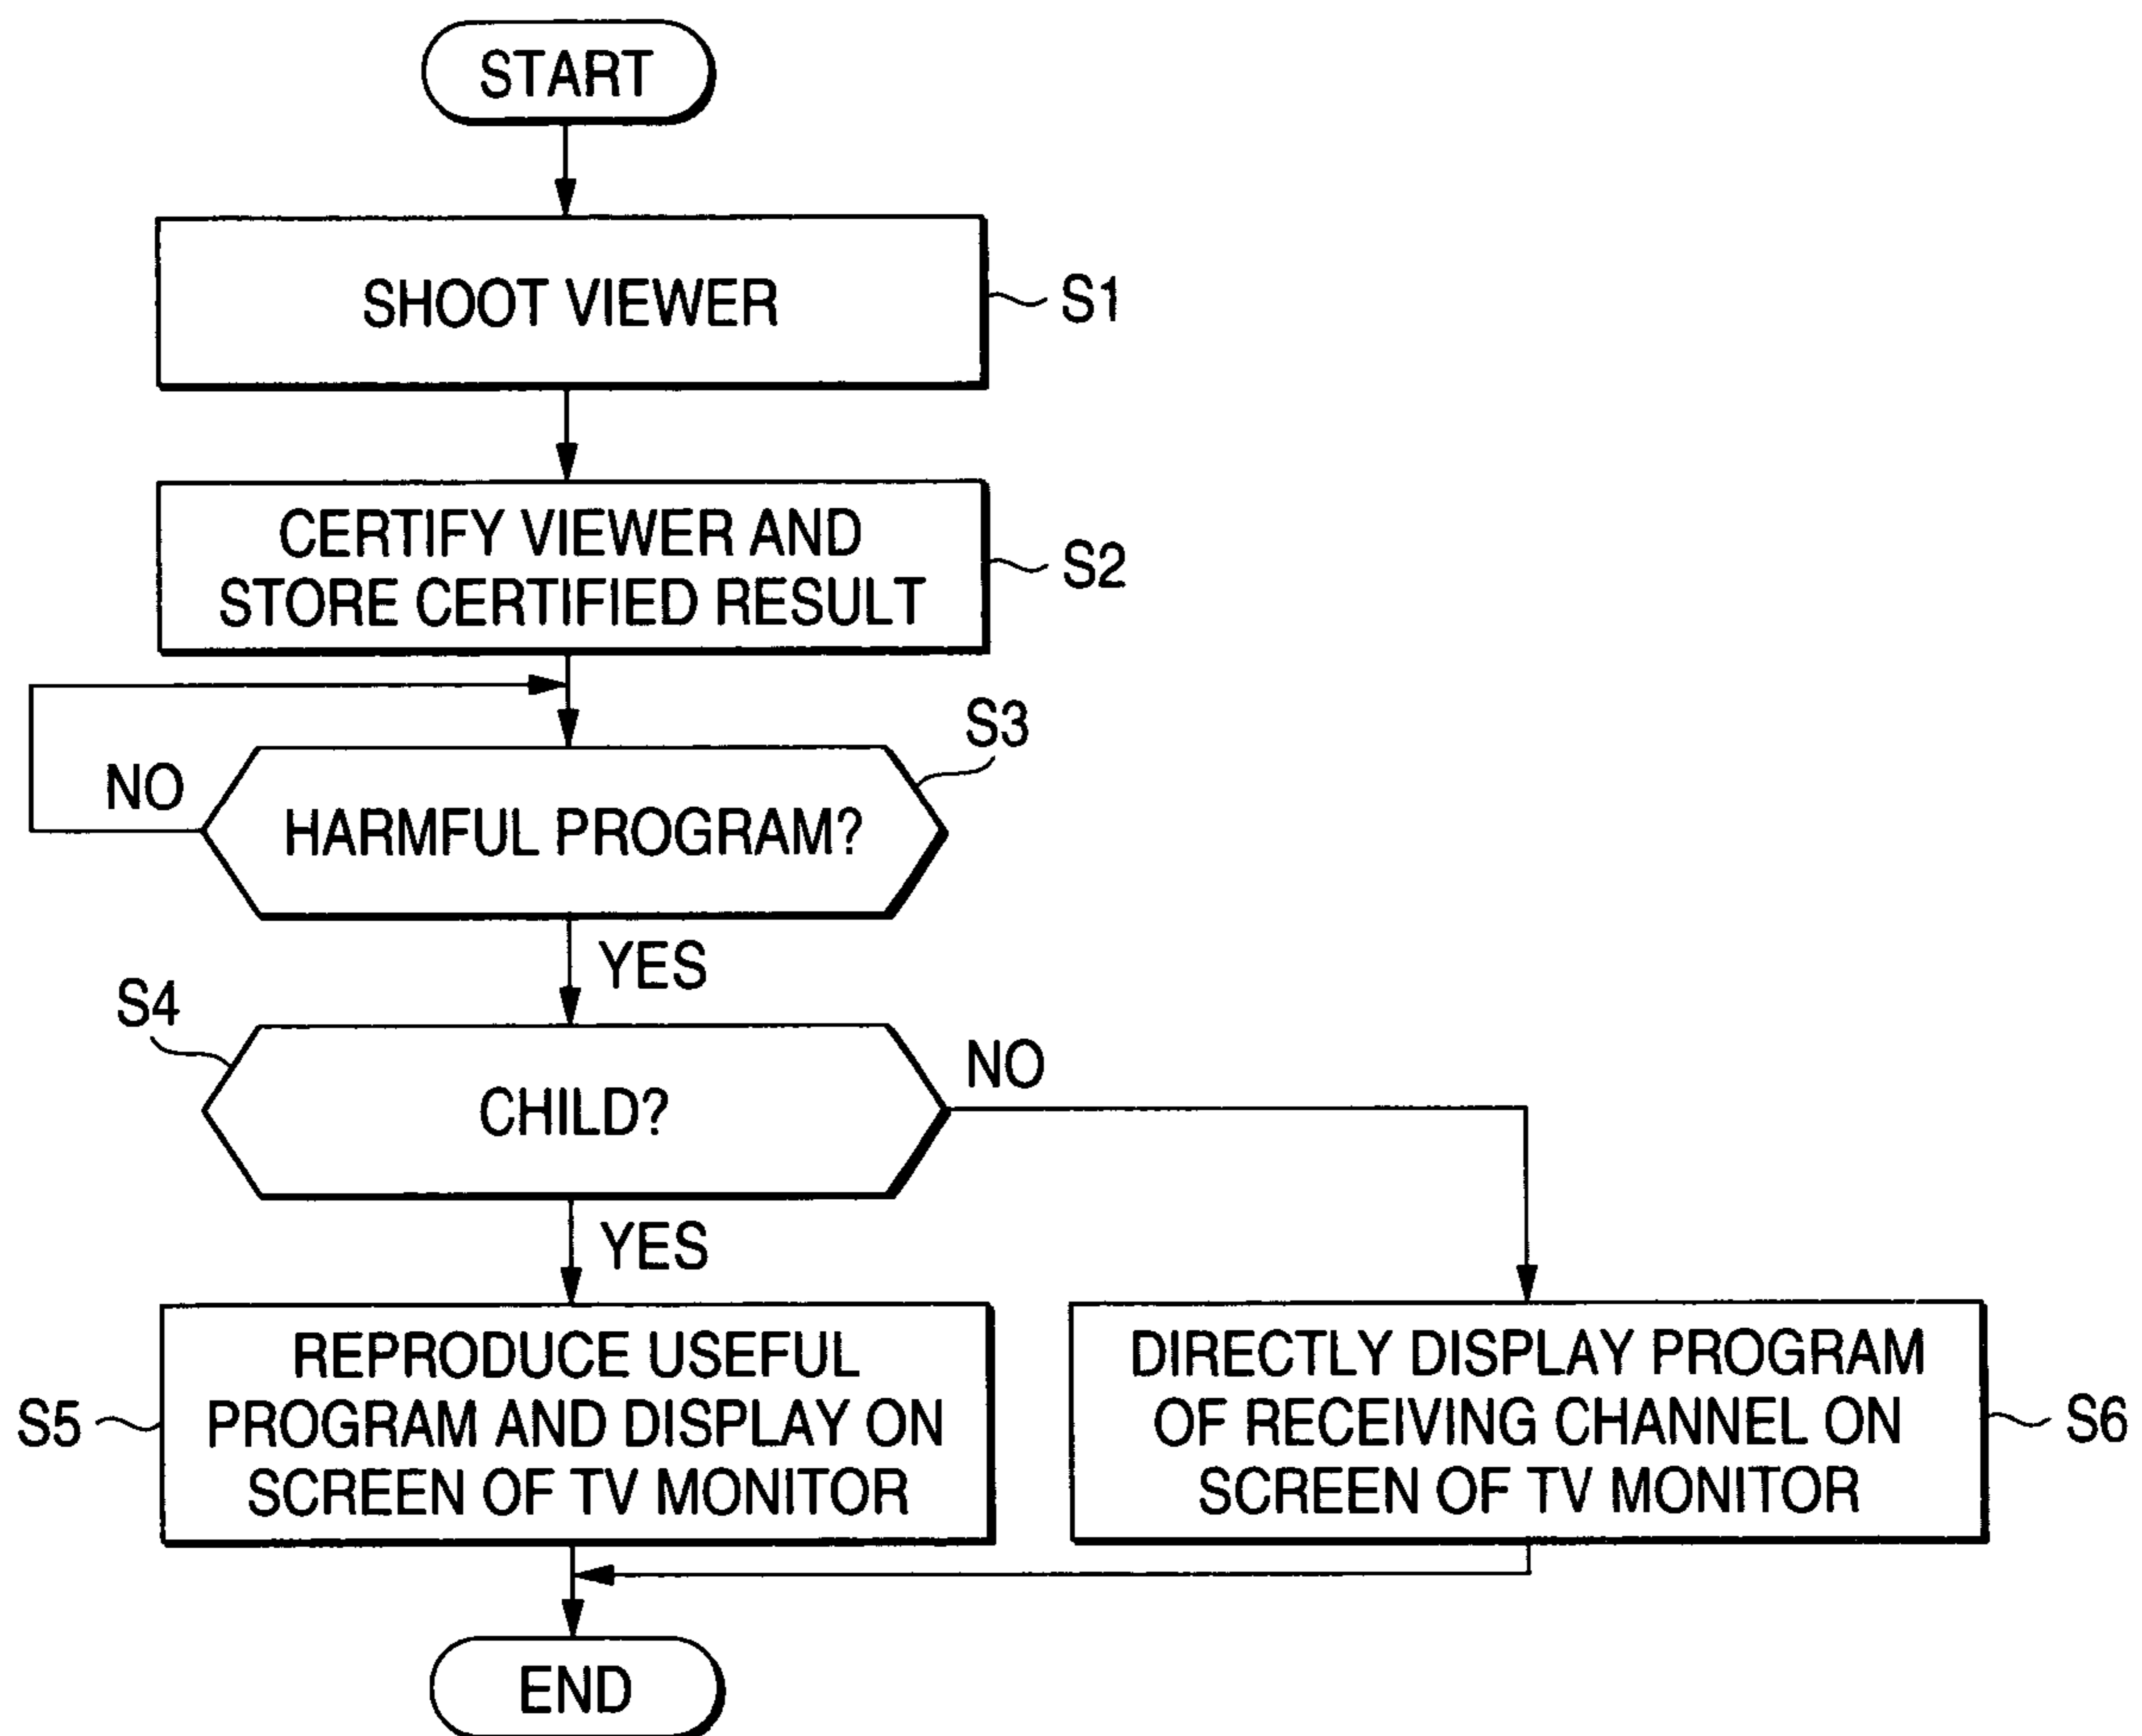 START
SHOOT VIEWER
S1
CERTIFY VIEWER AND
STORE CERTIFIED RESULT
S2
S3
NO
HARMFUL PROGRAM?
YES
S4
CHILD?
NO
YES
S5
REPRODUCE USEFUL
PROGRAM AND DISPLAY ON
SCREEN OF TV MONITOR
DIRECTLY DISPLAY PROGRAM
OF RECEIVING CHANNEL ON
SCREEN OF TV MONITOR
S6
END